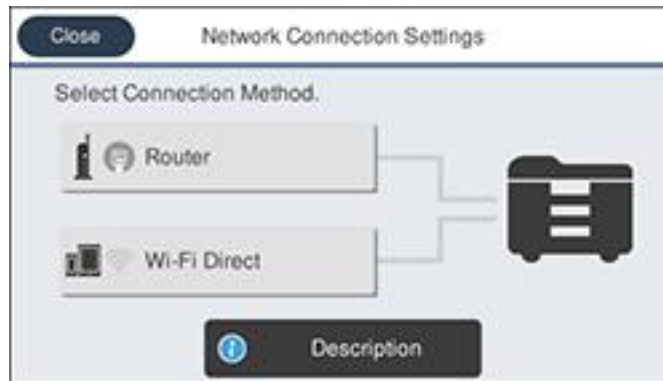 Close
Network Connection Settings
Select Connection Method.
Router
Wi-Fi Direct
Description